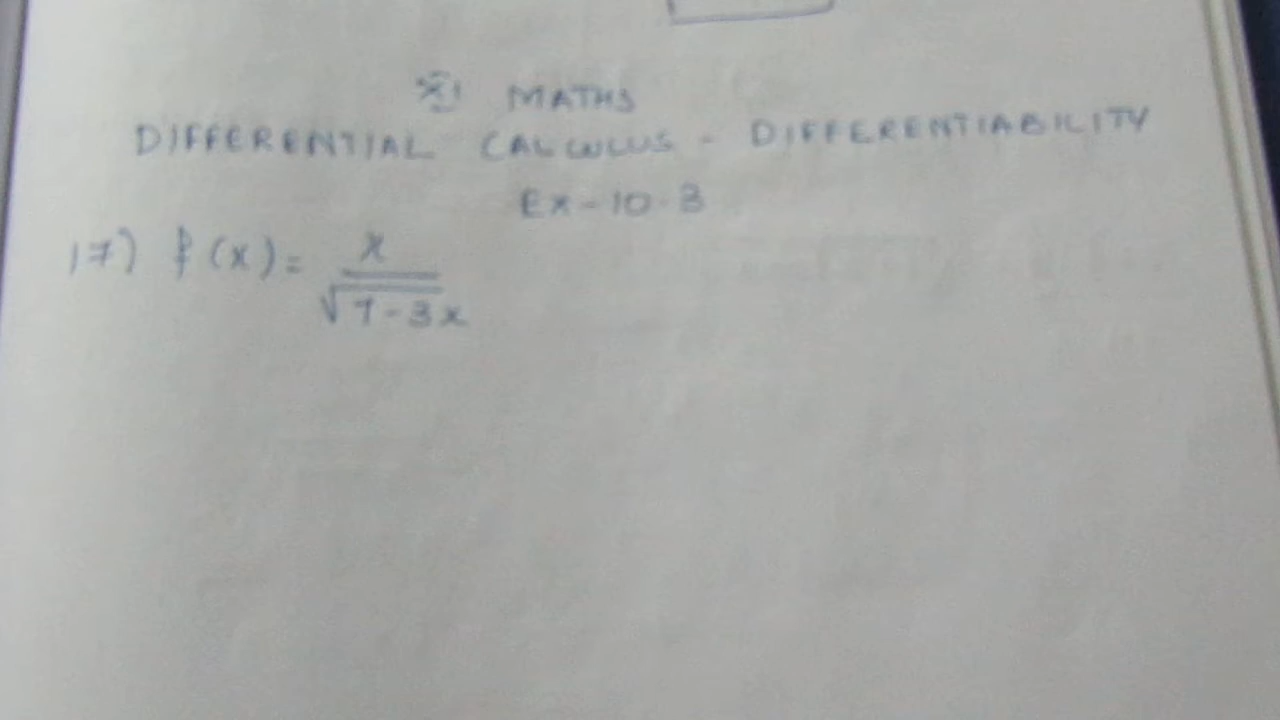 XI MATHS
DIFFERENTIAL CALCULUS - DIFFERENTIABILITY
Ex-10.3
17) f(x) = x
√7-3x